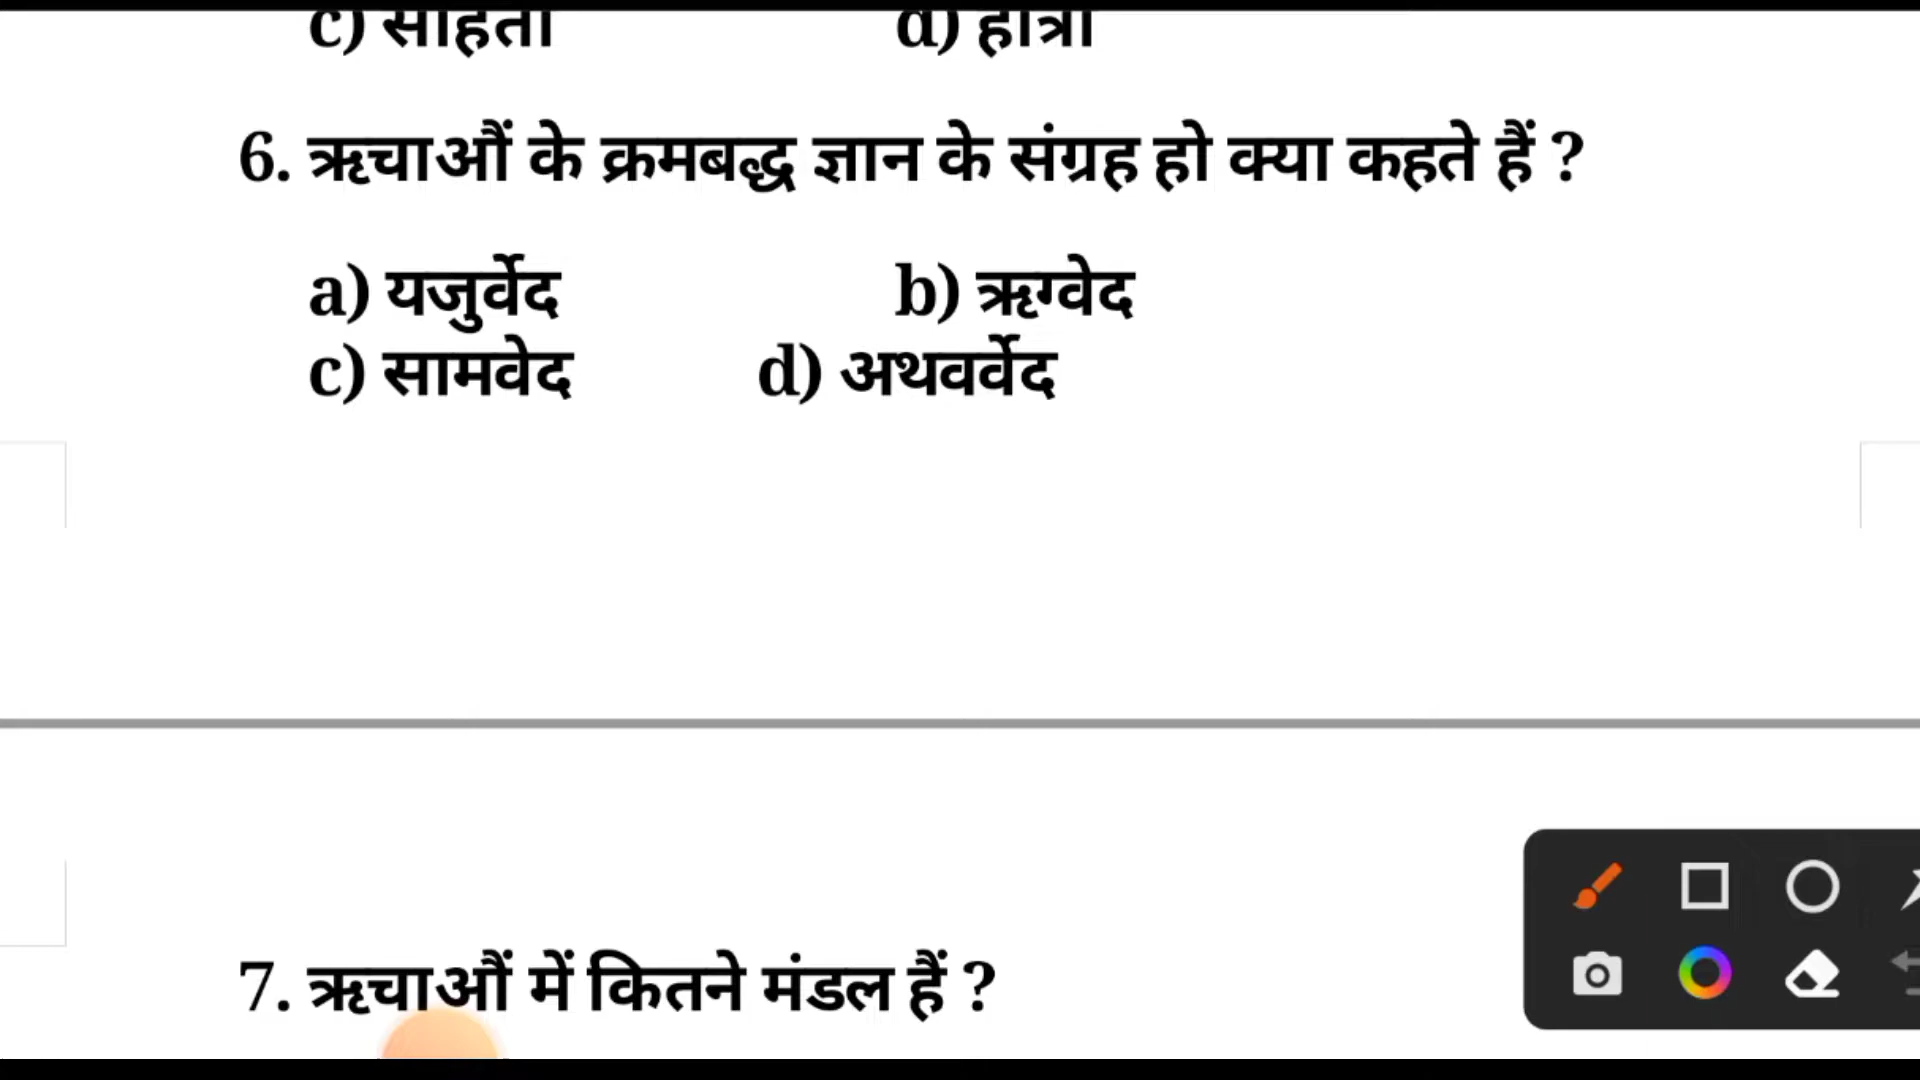 c) संहिता d) होत्रा
6. ऋचाओं के क्रमबद्ध ज्ञान के संग्रह हो क्या कहते हैं ?
a) यजुर्वेद b) ऋग्वेद
c) सामवेद d) अथवर्वेद
7. ऋचाओं में कितने मंडल हैं ?